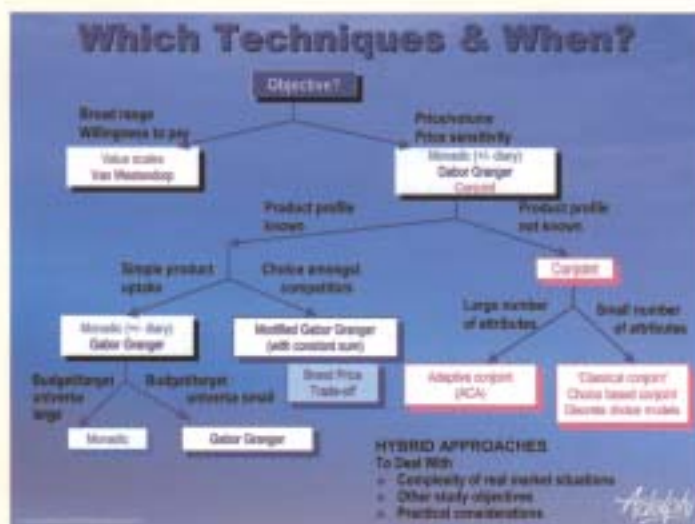 Which Techniques & When?
Objective?
Broad range
Willingness to pay
Value scales
Van Westendorp
Price/volume
Price sensitivity
Monadic (+/- diary)
Gabor Granger
Conjoint
Product profile
known
Product profile
not known
Simple product
uptake
Choice amongst
competitors
Conjoint
Monadic (+/- diary)
Gabor Granger
Modified Gabor Granger
(with constant sum)
Brand Price
Trade-off
Large number
of attributes
Small number
of attributes
Adaptive conjoint
(ACA)
'Classical conjoint'
Choice based conjoint
Discrete choice models
Budget/target
universe
large
Budget/target
universe small
Monadic
Gabor Granger
HYBRID APPROACHES
To Deal With
Complexity of real market situations
Other study objectives
Practical considerations
Adelphi